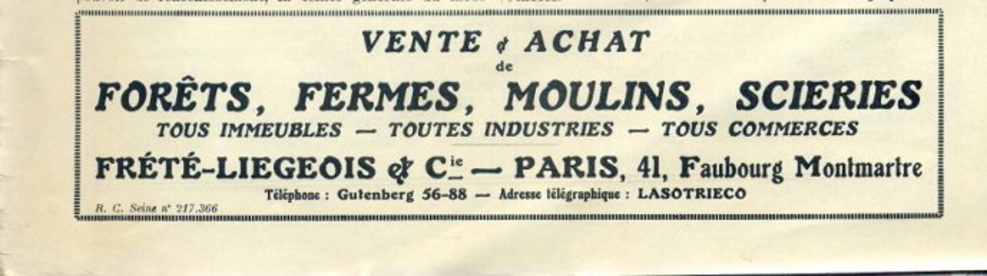 VENTE & ACHAT
de
FORÊTS, FERMES, MOULINS, SCIERIES
TOUS IMMEUBLES — TOUTES INDUSTRIES — TOUS COMMERCES
FRÉTÉ-LIEGEOIS & Cie — PARIS, 41, Faubourg Montmartre
Téléphone : Gutenberg 56-88 — Adresse télégraphique : LASOTRIECO
R. C. Seine n° 217.366